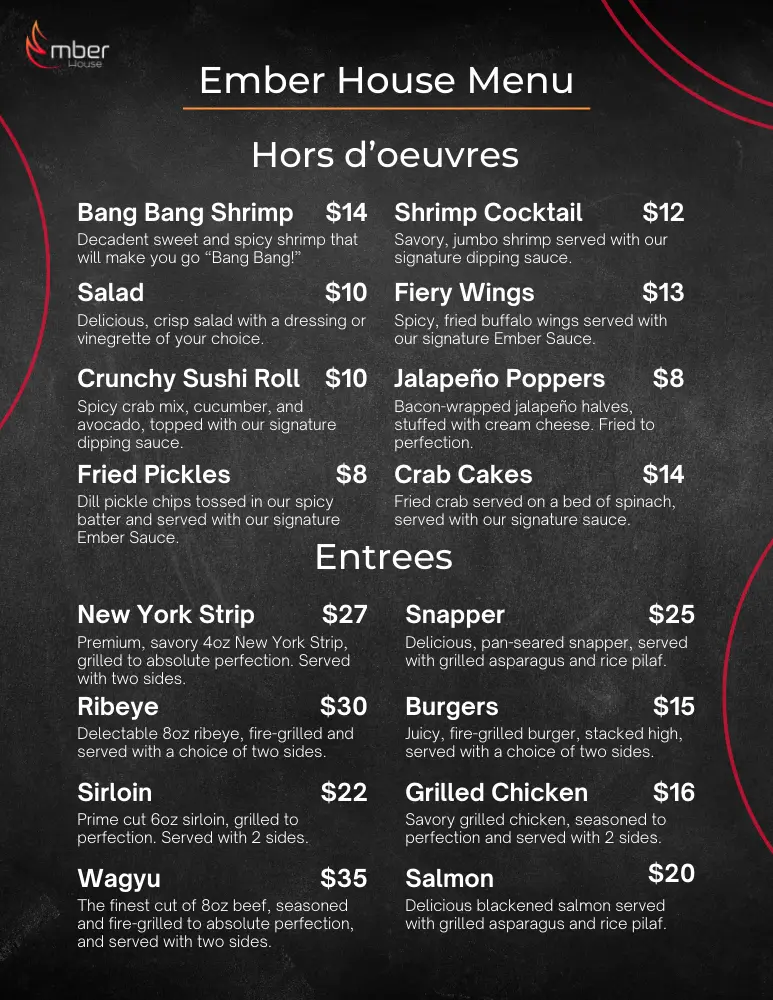 mber
House
Ember House Menu
Hors d’oeuvres
Bang Bang Shrimp $14
Decadent sweet and spicy shrimp that
will make you go “Bang Bang!”
Shrimp Cocktail $12
Savory, jumbo shrimp served with our
signature dipping sauce.
Salad $10
Delicious, crisp salad with a dressing or
vinegrette of your choice.
Fiery Wings $13
Spicy, fried buffalo wings served with
our signature Ember Sauce.
Crunchy Sushi Roll $10
Spicy crab mix, cucumber, and
avocado, topped with our signature
dipping sauce.
Jalapeño Poppers $8
Bacon-wrapped jalapeño halves,
stuffed with cream cheese. Fried to
perfection.
Fried Pickles $8
Dill pickle chips tossed in our spicy
batter and served with our signature
Ember Sauce.
Crab Cakes $14
Fried crab served on a bed of spinach,
served with our signature sauce.
Entrees
New York Strip $27
Premium, savory 4oz New York Strip,
grilled to absolute perfection. Served
with two sides.
Snapper $25
Delicious, pan-seared snapper, served
with grilled asparagus and rice pilaf.
Ribeye $30
Delectable 8oz ribeye, fire-grilled and
served with a choice of two sides.
Burgers $15
Juicy, fire-grilled burger, stacked high,
served with a choice of two sides.
Sirloin $22
Prime cut 6oz sirloin, grilled to
perfection. Served with 2 sides.
Grilled Chicken $16
Savory grilled chicken, seasoned to
perfection and served with 2 sides.
Wagyu $35
The finest cut of 8oz beef, seasoned
and fire-grilled to absolute perfection,
and served with two sides.
Salmon $20
Delicious blackened salmon served
with grilled asparagus and rice pilaf.